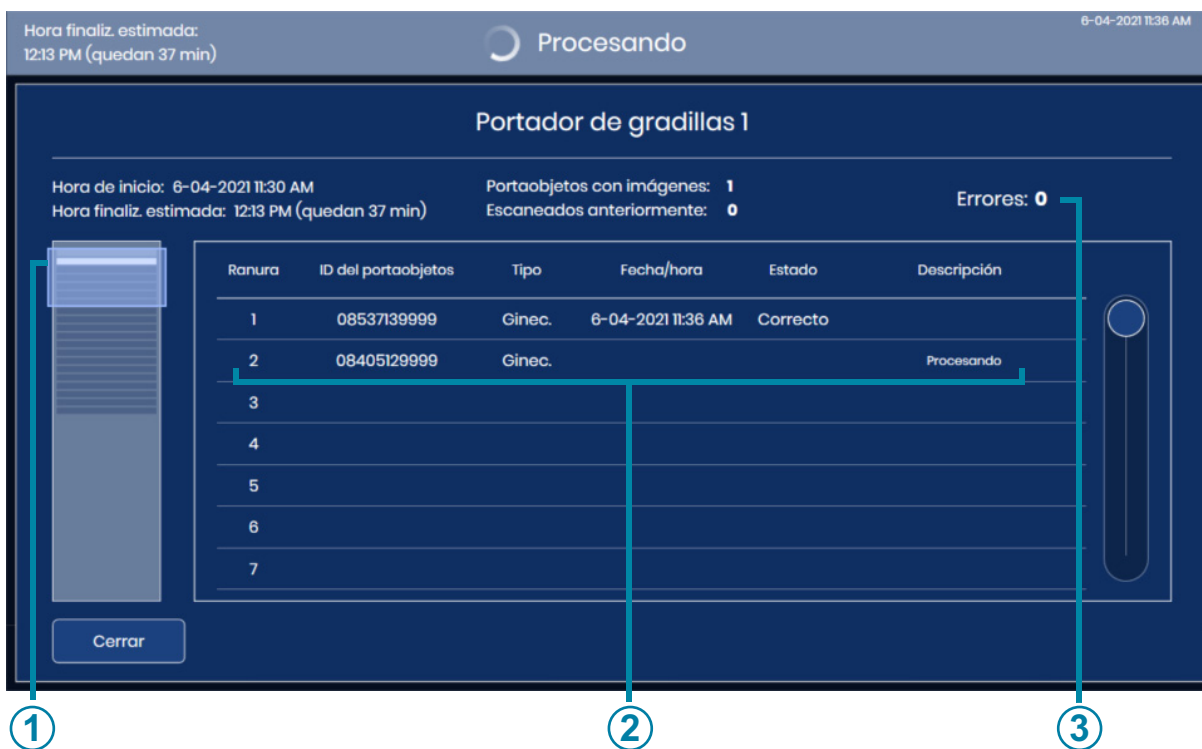 Hora finaliz. estimada:
12:13 PM (quedan 37 min)
Procesando
6-04-2021 11:36 AM
Portador de gradillas 1
Hora de inicio: 6-04-2021 11:30 AM
Hora finaliz. estimada: 12:13 PM (quedan 37 min)
Portaobjetos con imágenes: 1
Escaneados anteriormente: 0
Errores: 0
Ranura ID del portaobjetos Tipo Fecha/hora Estado Descripción
1 08537139999 Ginec. 6-04-2021 11:36 AM Correcto
2 08405129999 Ginec. Procesando
3
4
5
6
7
Cerrar
1 2 3